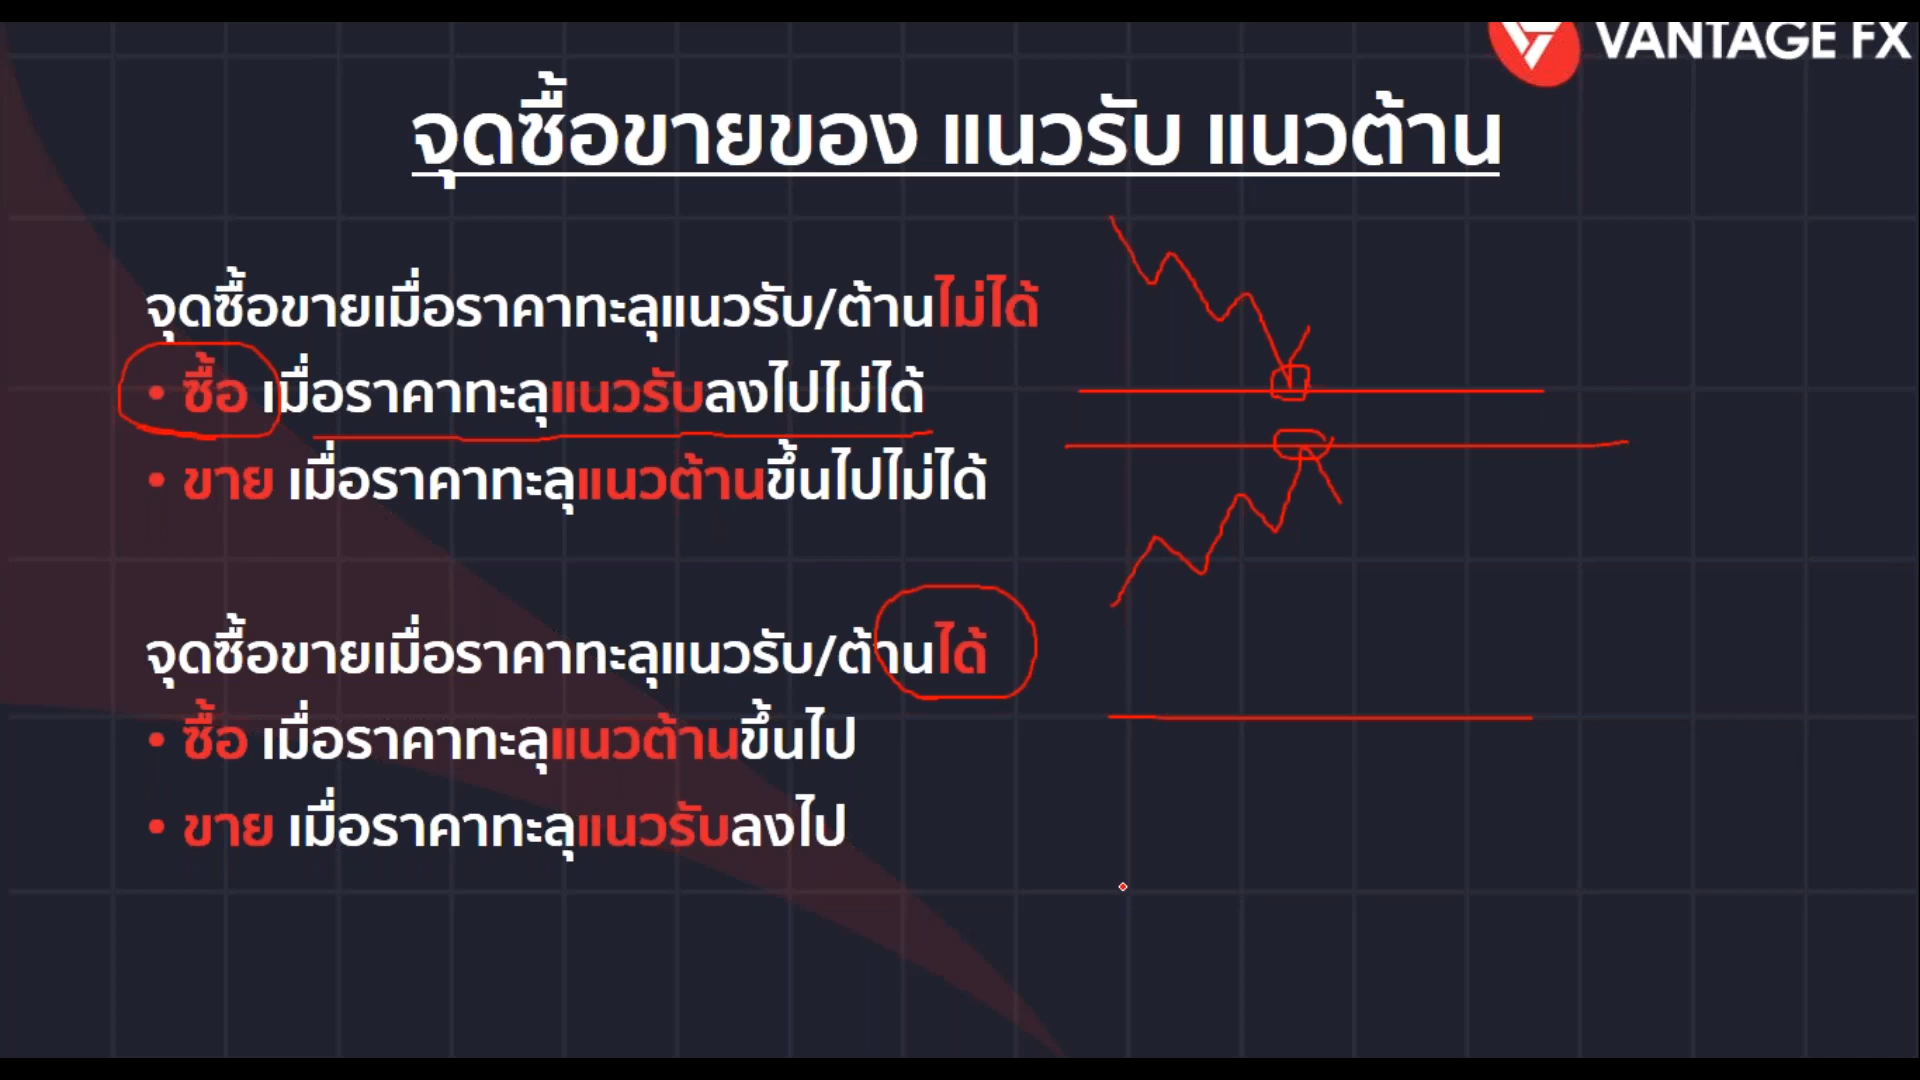 VANTAGE FX
จุดซื้อขายของ แนวรับ แนวต้าน
จุดซื้อขายเมื่อราคาทะลุแนวรับ/ต้านไม่ได้
• ซื้อ เมื่อราคาทะลุแนวรับลงไปไม่ได้
• ขาย เมื่อราคาทะลุแนวต้านขึ้นไปไม่ได้
จุดซื้อขายเมื่อราคาทะลุแนวรับ/ต้านได้
• ซื้อ เมื่อราคาทะลุแนวต้านขึ้นไป
• ขาย เมื่อราคาทะลุแนวรับลงไป